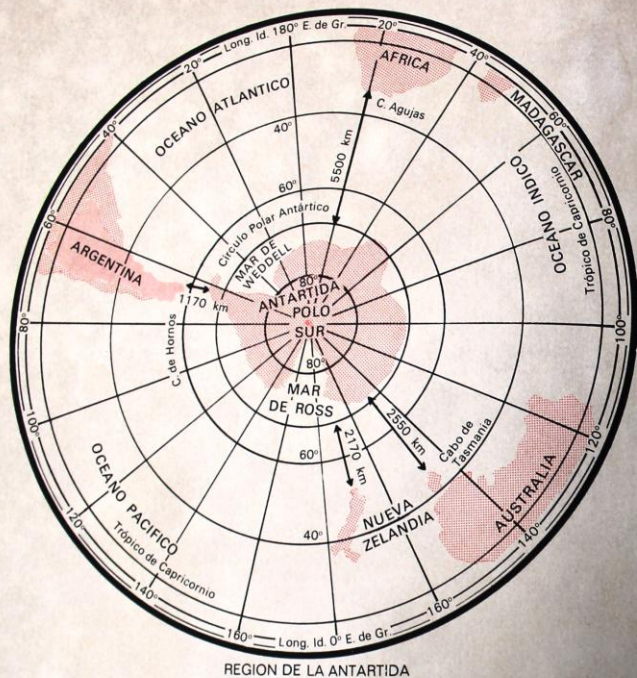 Long. Id. 180° E. de Gr.
20°
20°
40°
40°
60°
60°
80°
80°
100°
100°
120°
120°
140°
140°
160°
160°
Long. Id. 0° E. de Gr.
AFRICA
C. Agujas
MADAGASCAR
OCEANO ATLANTICO
40°
60°
5500 km
OCEANO INDICO
Trópico de Capricornio
Círculo Polar Antártico
MAR DE
WEDDELL
ARGENTINA
1170 km
C. de Hornos
80°
ANTARTIDA
POLO
SUR
80°
MAR
DE ROSS
60°
40°
2170 km
2550 km
Cabo de
Tasmania
AUSTRALIA
NUEVA
ZELANDIA
OCEANO PACIFICO
Trópico de Capricornio
REGION DE LA ANTARTIDA